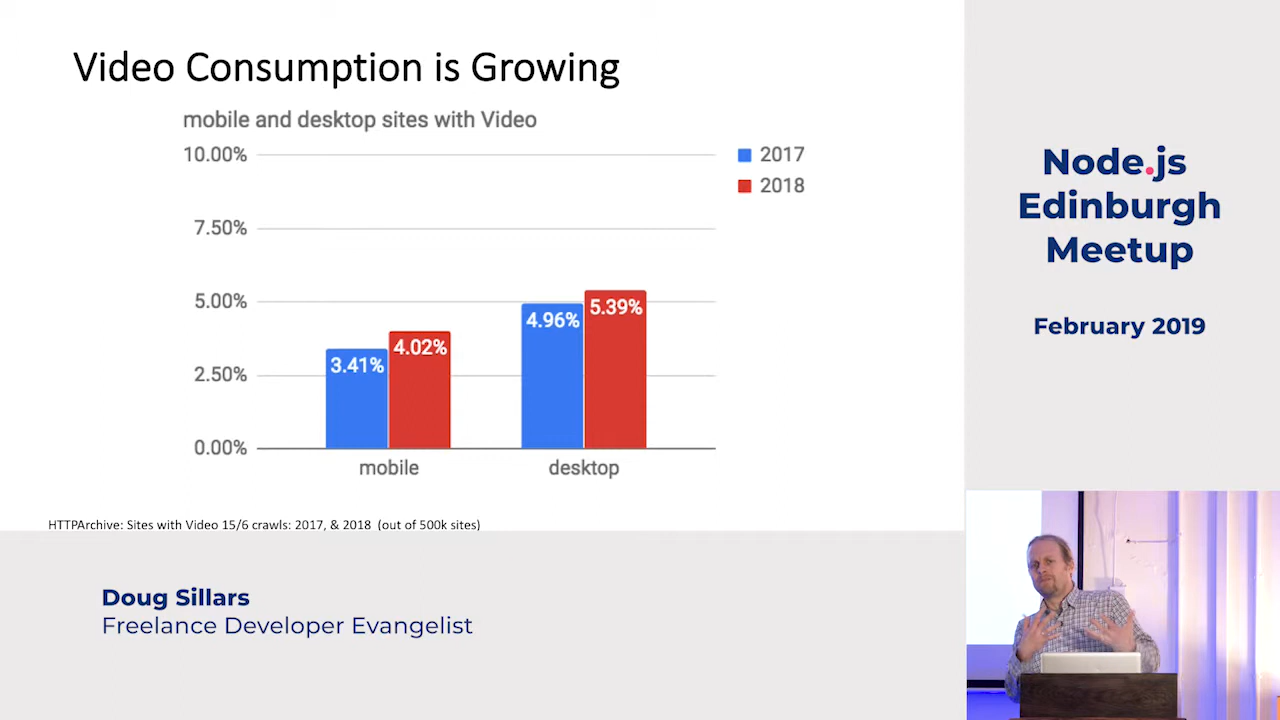 Video Consumption is Growing
mobile and desktop sites with Video
10.00%
7.50%
5.00%
2.50%
0.00%
2017
2018
3.41%
4.02%
4.96%
5.39%
mobile
desktop
HTTPArchive: Sites with Video 15/6 crawls: 2017, & 2018 (out of 500k sites)
Node.js
Edinburgh
Meetup
February 2019
Doug Sillars
Freelance Developer Evangelist